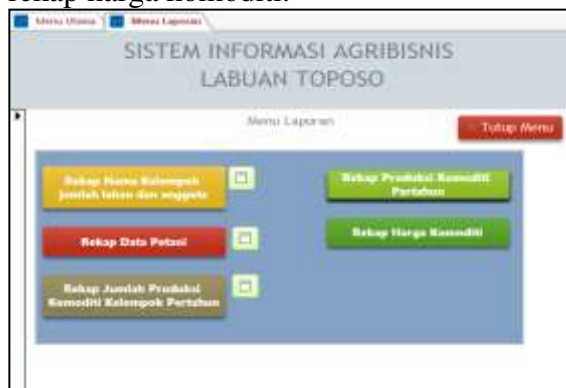 rekap harga komoditi.
Menu Utama
Menu Laporan
SISTEM INFORMASI AGRIBISNIS
LABUAN TOPOSO
Menu Laporan
Tutup Menu
Rekap Nama Kelompok
jumlah lahan dan anggota
Rekap Produksi Komoditi
Pertahun
Rekap Data Petani
Rekap Harga Komoditi
Rekap Jumlah Produksi
Komoditi Kelompok Pertahun